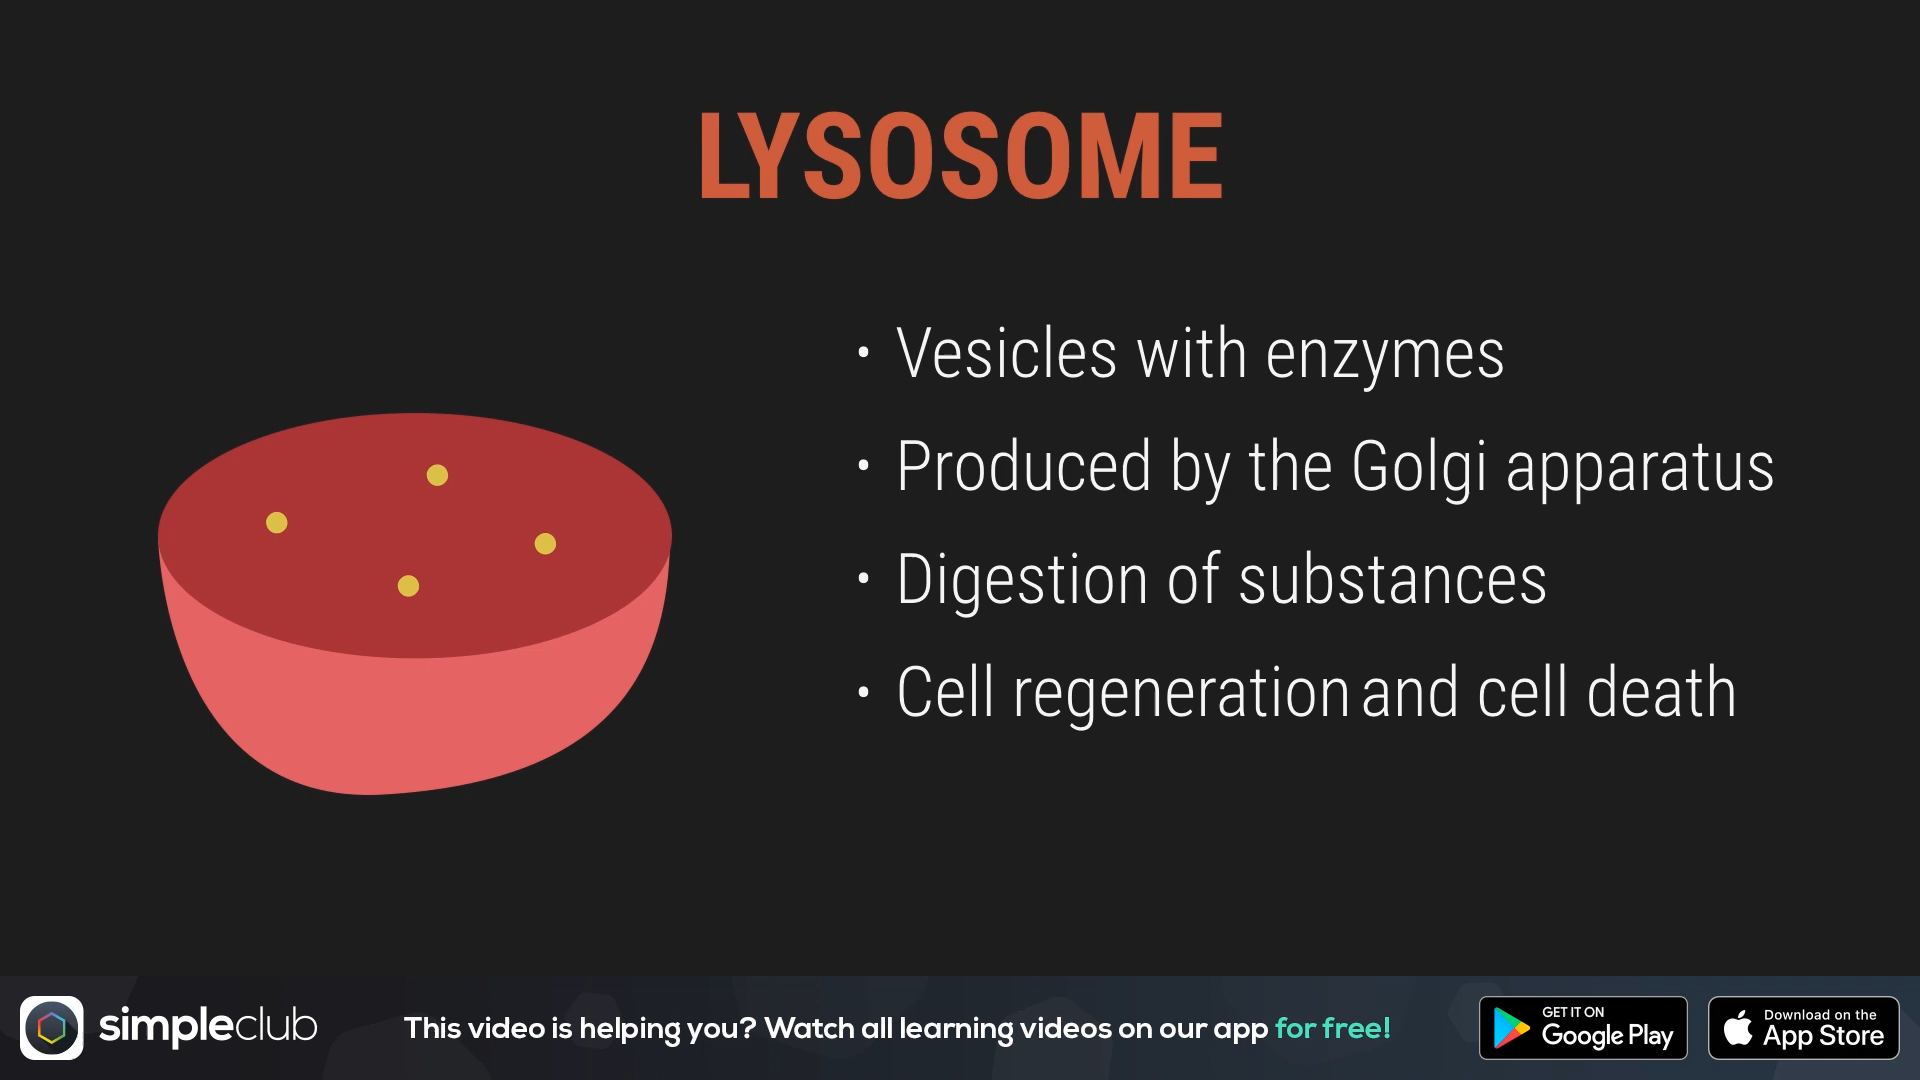 LYSOSOME
• Vesicles with enzymes
• Produced by the Golgi apparatus
• Digestion of substances
• Cell regeneration and cell death
simpleclub
This video is helping you? Watch all learning videos on our app for free!
GET IT ON
Google Play
Download on the
App Store